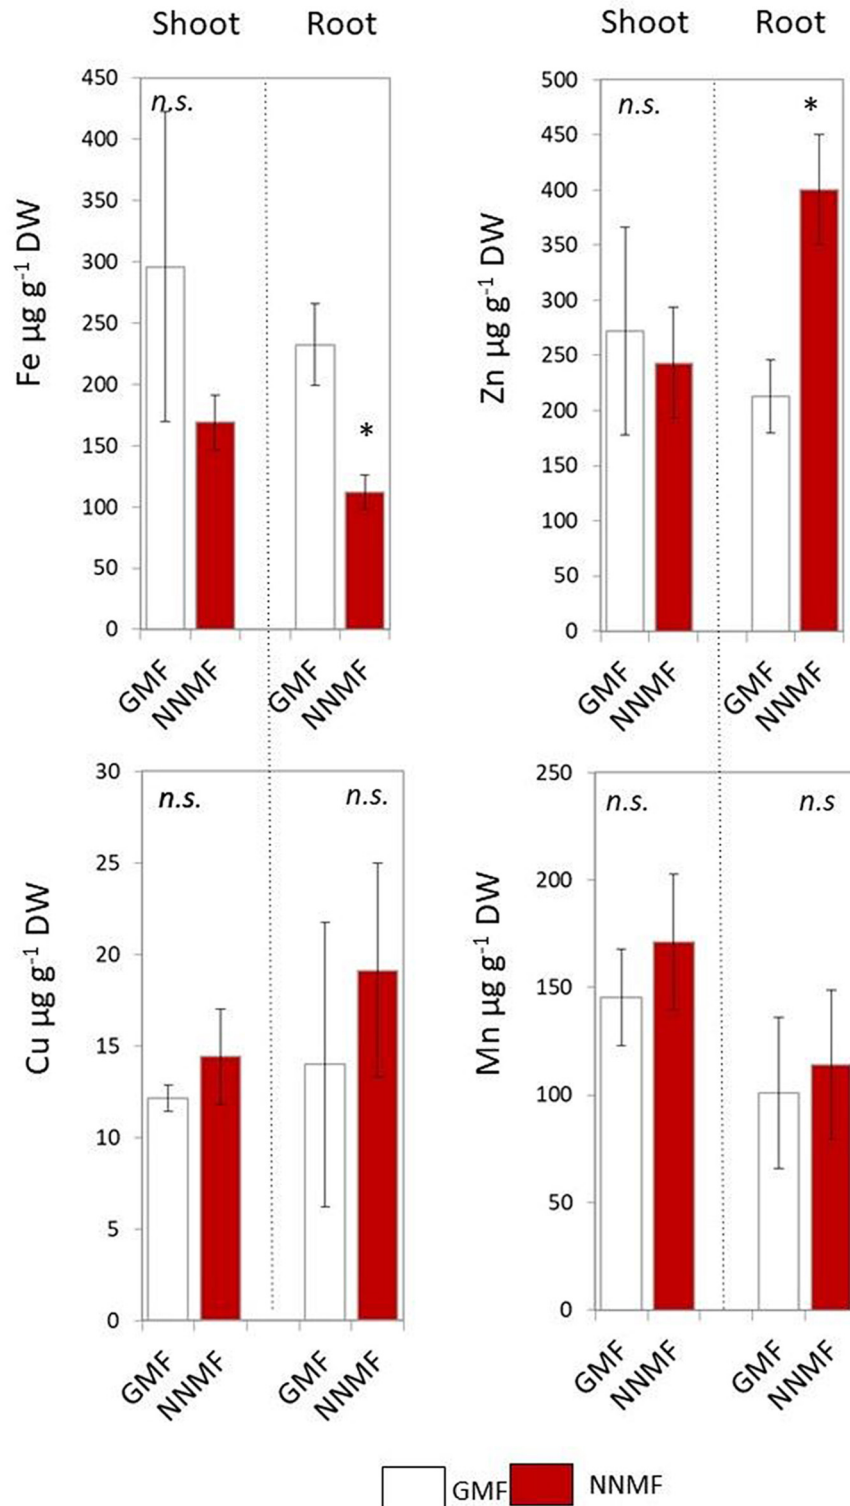 Shoot Root
Fe µg g-1 DW
450
400
350
300
250
200
150
100
50
0
n.s.
*
GMF
NNMF
GMF
NNMF
Shoot Root
Zn µg g-1 DW
500
450
400
350
300
250
200
150
100
50
0
n.s.
*
GMF
NNMF
GMF
NNMF
Cu µg g-1 DW
30
25
20
15
10
5
0
n.s.
n.s.
GMF
NNMF
GMF
NNMF
Mn µg g-1 DW
250
200
150
100
50
0
n.s.
n.s
GMF
NNMF
GMF
NNMF
GMF NNMF